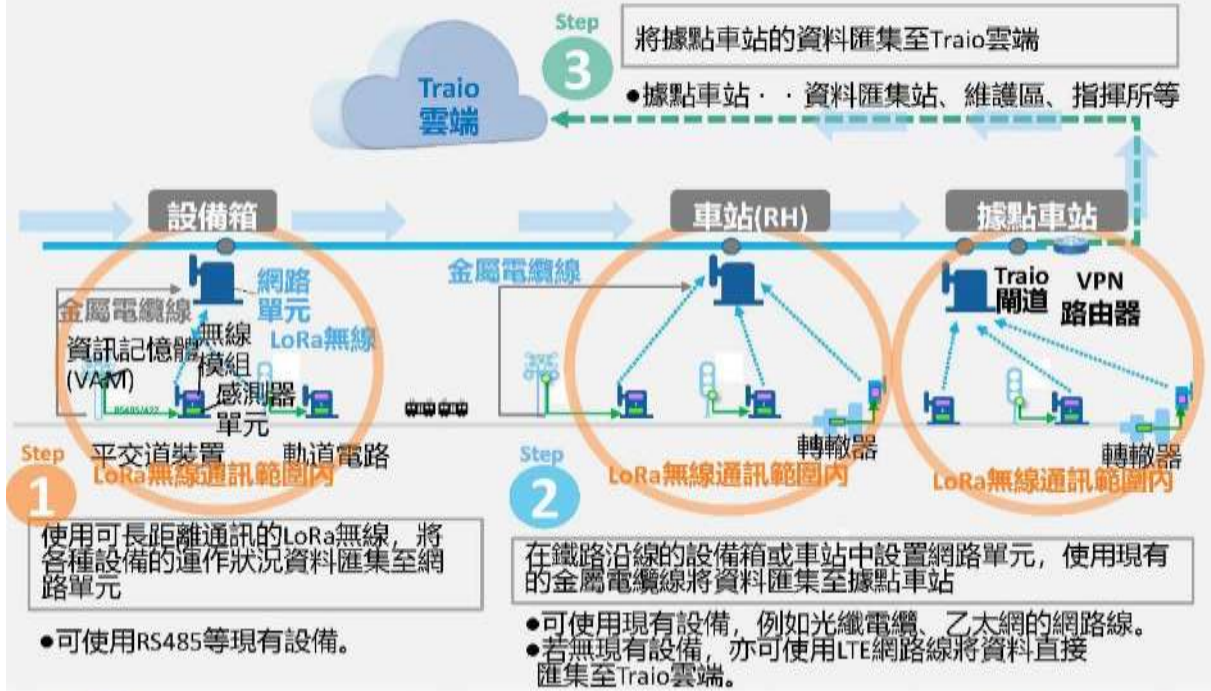 Step
3
將據點車站的資料匯集至Traio雲端
●據點車站‧‧資料匯集站、維護區、指揮所等
Traio
雲端
設備箱
車站(RH)
據點車站
金屬電纜線
網路
單元
LoRa無線
資訊記憶體
(VAM)
無線
模組
感測器
單元
RS485/422
平交道裝置
軌道電路
LoRa無線通訊範圍內
金屬電纜線
轉轍器
LoRa無線通訊範圍內
Traio
閘道
VPN
路由器
轉轍器
LoRa無線通訊範圍內
Step
1
使用可長距離通訊的LoRa無線，將
各種設備的運作狀況資料匯集至網
路單元
●可使用RS485等現有設備。
Step
2
在鐵路沿線的設備箱或車站中設置網路單元，使用現有
的金屬電纜線將資料匯集至據點車站
●可使用現有設備，例如光纖電纜、乙太網的網路線。
●若無現有設備，亦可使用LTE網路線將資料直接
匯集至Traio雲端。